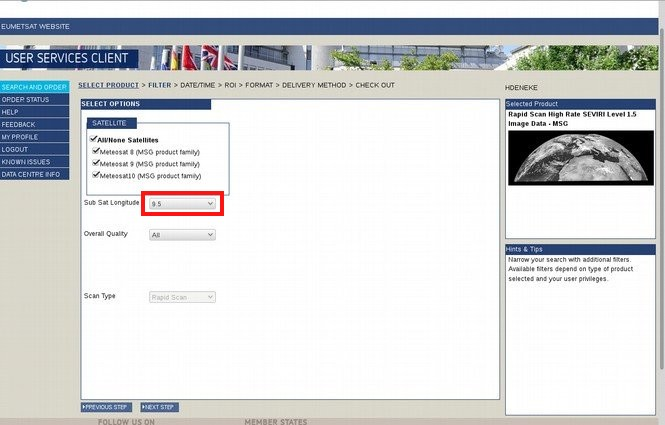 EUMETSAT WEBSITE
USER SERVICES CLIENT
SEARCH AND ORDER
ORDER STATUS
HELP
FEEDBACK
MY PROFILE
LOGOUT
KNOWN ISSUES
DATA CENTRE INFO
SELECT PRODUCT > FILTER > DATE/TIME > ROI > FORMAT > DELIVERY METHOD > CHECK OUT
SELECT OPTIONS
SATELLITE
All/None Satellites
Meteosat 8 (MSG product family)
Meteosat 9 (MSG product family)
Meteosat10 (MSG product family)
Sub Sat Longitude 9.5
Overall Quality All
Scan Type Rapid Scan
PREVIOUS STEP NEXT STEP
HDENEKE
Selected Product
Rapid Scan High Rate SEVIRI Level 1.5
Image Data - MSG
Hints & Tips
Narrow your search with additional filters.
Available filters depend on type of product
selected and your user privileges.
FOLLOW US ON MEMBER STATES